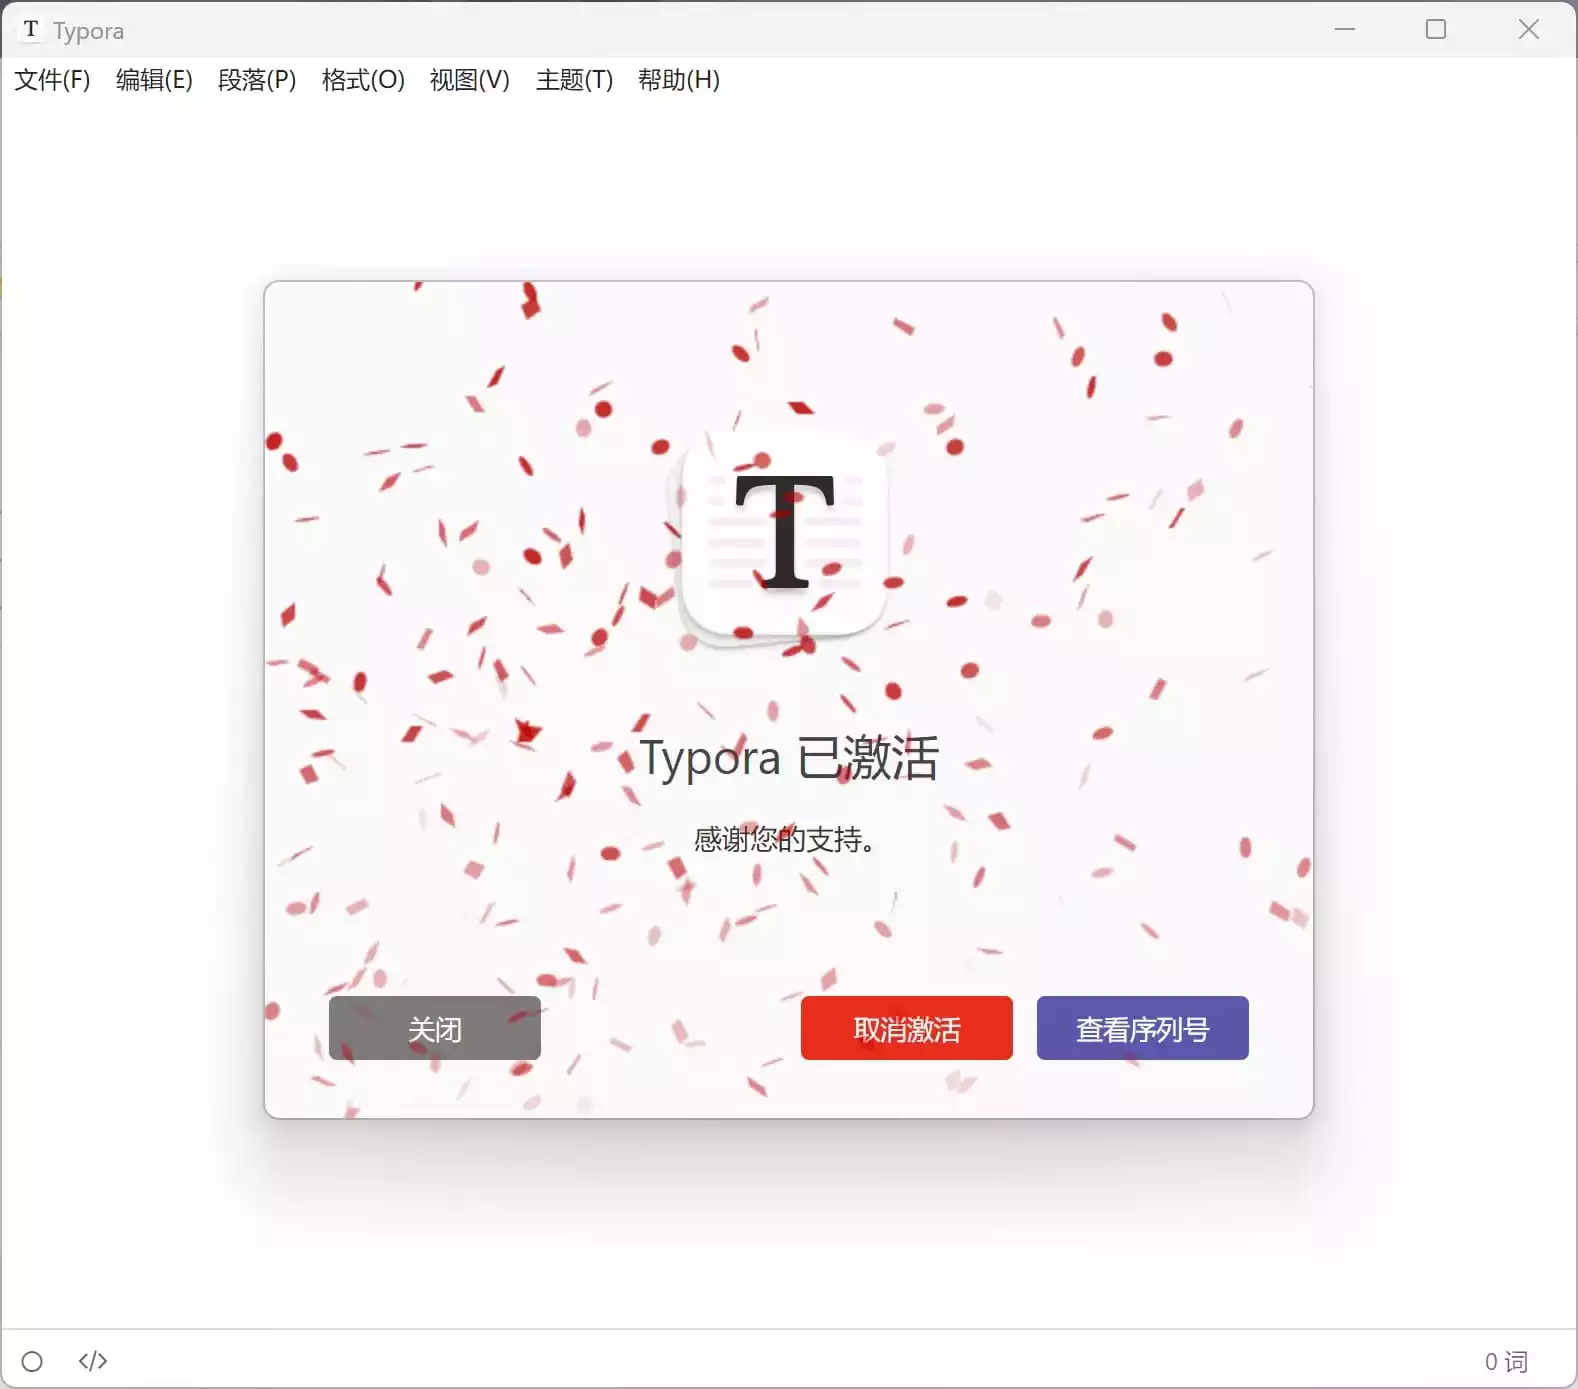 T Typora
文件(F) 编辑(E) 段落(P) 格式(O) 视图(V) 主题(T) 帮助(H)
T
Typora 已激活
感谢您的支持。
关闭 取消激活 查看序列号
</> 0 词